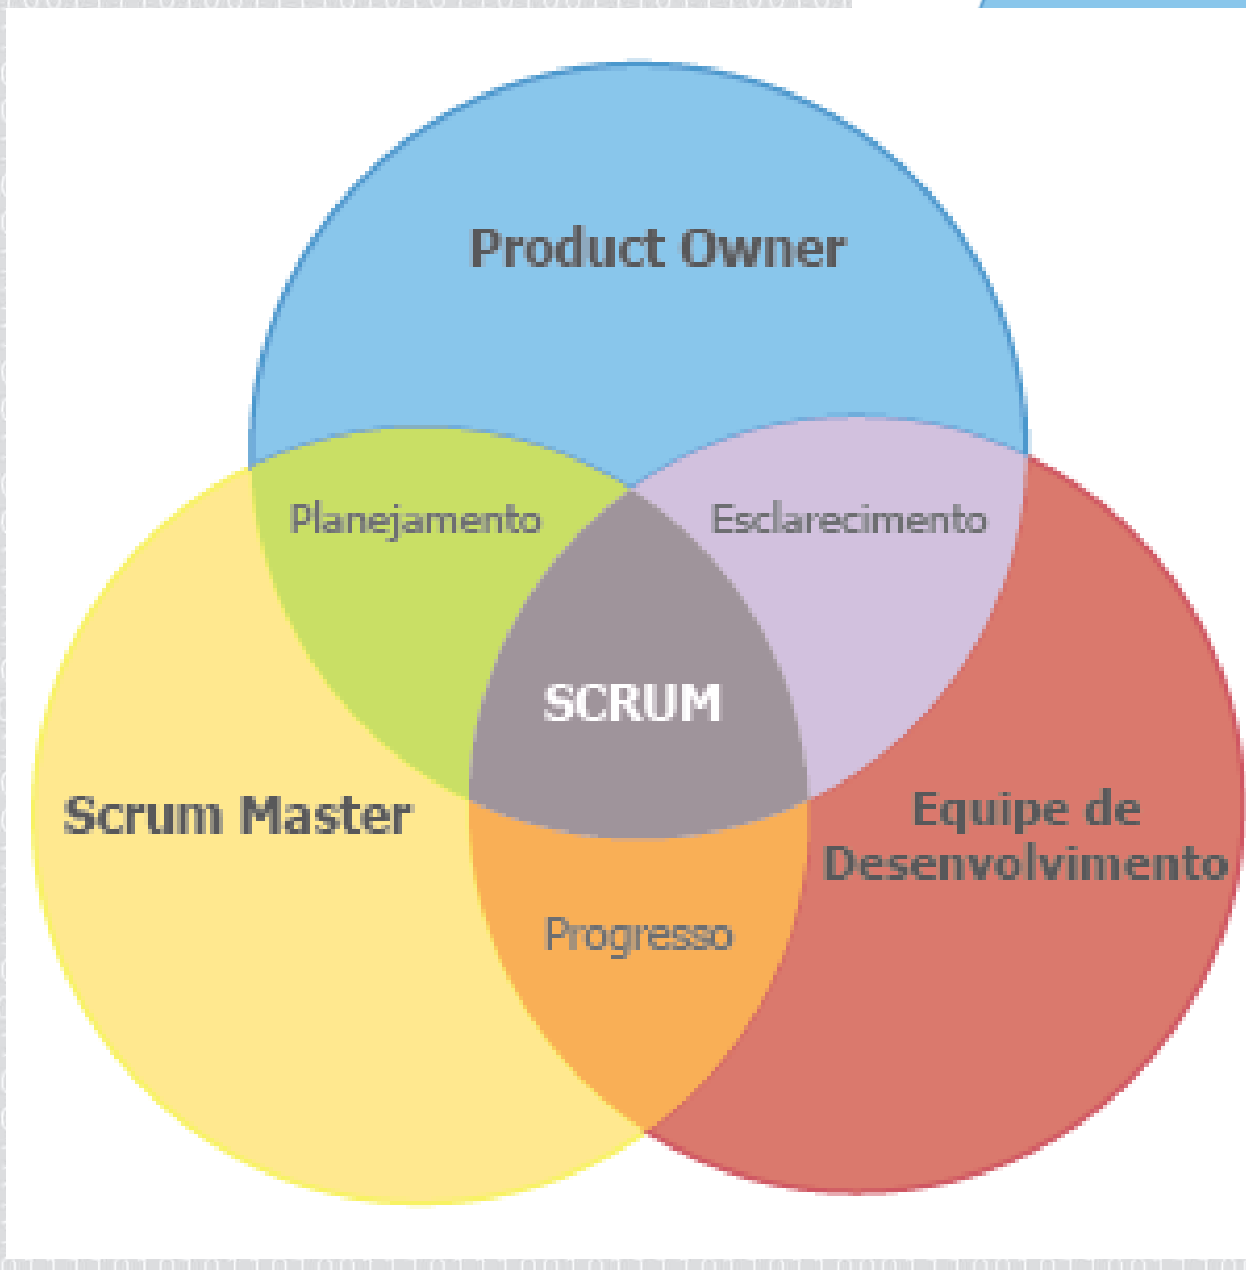 Product Owner
Planejamento
Esclarecimento
SCRUM
Scrum Master
Equipe de
Desenvolvimento
Progresso